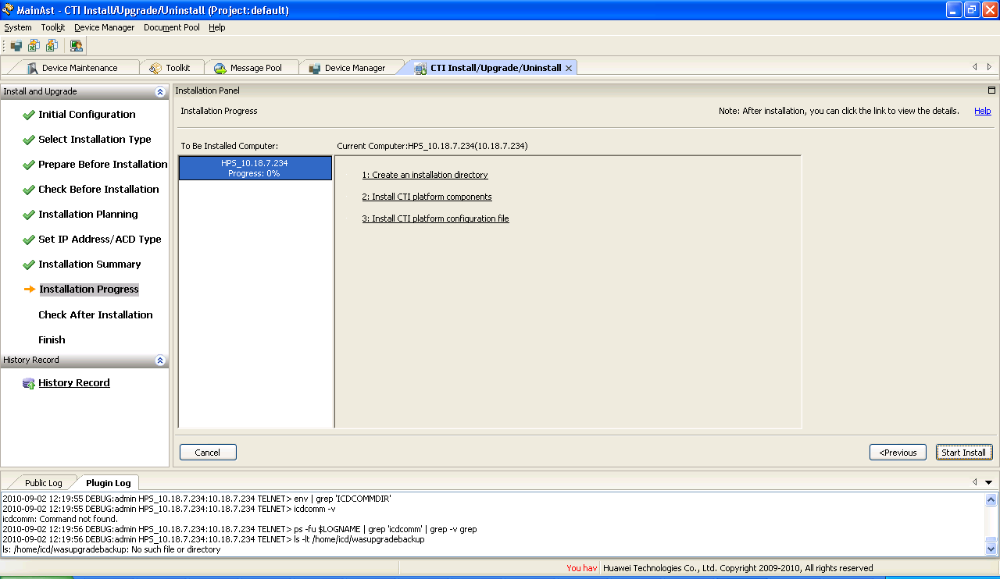 MainAst - CTI Install/Upgrade/Uninstall (Project:default)
System Toolkit Device Manager Document Pool Help
Device Maintenance Toolkit Message Pool Device Manager CTI Install/Upgrade/Uninstall
Install and Upgrade
Initial Configuration
Select Installation Type
Prepare Before Installation
Check Before Installation
Installation Planning
Set IP Address/ACD Type
Installation Summary
Installation Progress
Check After Installation
Finish
History Record
History Record
Installation Panel
Installation Progress
Note: After installation, you can click the link to view the details. Help
To Be Installed Computer:
Current Computer:HPS_10.18.7.234(10.18.7.234)
HPS_10.18.7.234
Progress: 0%
1: Create an installation directory
2: Install CTI platform components
3: Install CTI platform configuration file
Cancel <Previous Start Install
Public Log Plugin Log
2010-09-02 12:19:55 DEBUG:admin HPS_10.18.7.234:10.18.7.234 TELNET> env | grep 'ICDCOMMDIR'
2010-09-02 12:19:55 DEBUG:admin HPS_10.18.7.234:10.18.7.234 TELNET> icdcomm -v
icdcomm: Command not found.
2010-09-02 12:19:56 DEBUG:admin HPS_10.18.7.234:10.18.7.234 TELNET> ps -fu $LOGNAME | grep 'icdcomm' | grep -v grep
2010-09-02 12:19:56 DEBUG:admin HPS_10.18.7.234:10.18.7.234 TELNET> ls -lt /home/icd/wasupgradebackup
ls: /home/icd/wasupgradebackup: No such file or directory
You hav Huawei Technologies Co., Ltd. Copyright 2009-2010, All rights reserved